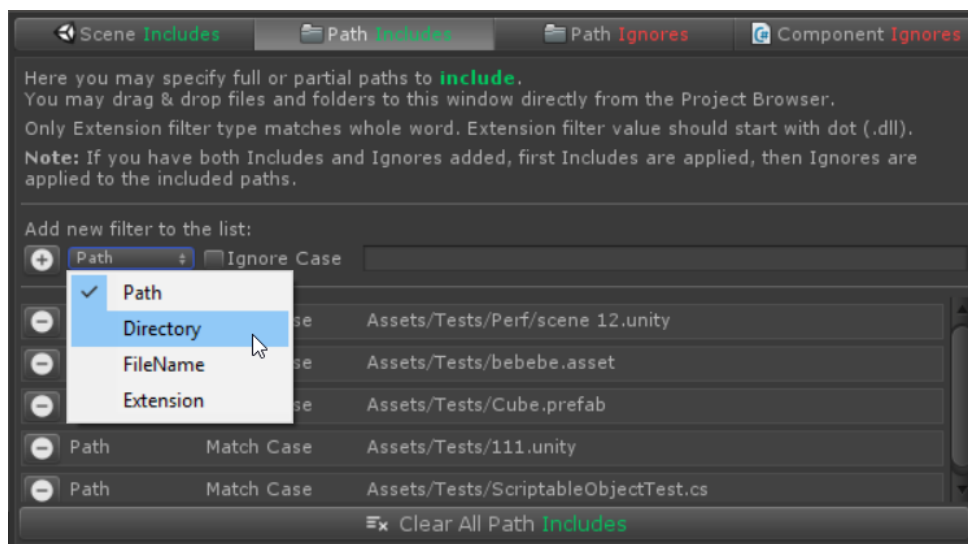 Scene Includes
Path Includes
Path Ignores
Component Ignores
Here you may specify full or partial paths to include.
You may drag & drop files and folders to this window directly from the Project Browser.
Only Extension filter type matches whole word. Extension filter value should start with dot (.dll).
Note: If you have both Includes and Ignores added, first Includes are applied, then Ignores are
applied to the included paths.
Add new filter to the list:
Path Ignore Case
Path
Directory
FileName
Extension
se Assets/Tests/Perf/scene 12.unity
se Assets/Tests/bebebe.asset
se Assets/Tests/Cube.prefab
Path Match Case Assets/Tests/111.unity
Path Match Case Assets/Tests/ScriptableObjectTest.cs
Clear All Path Includes